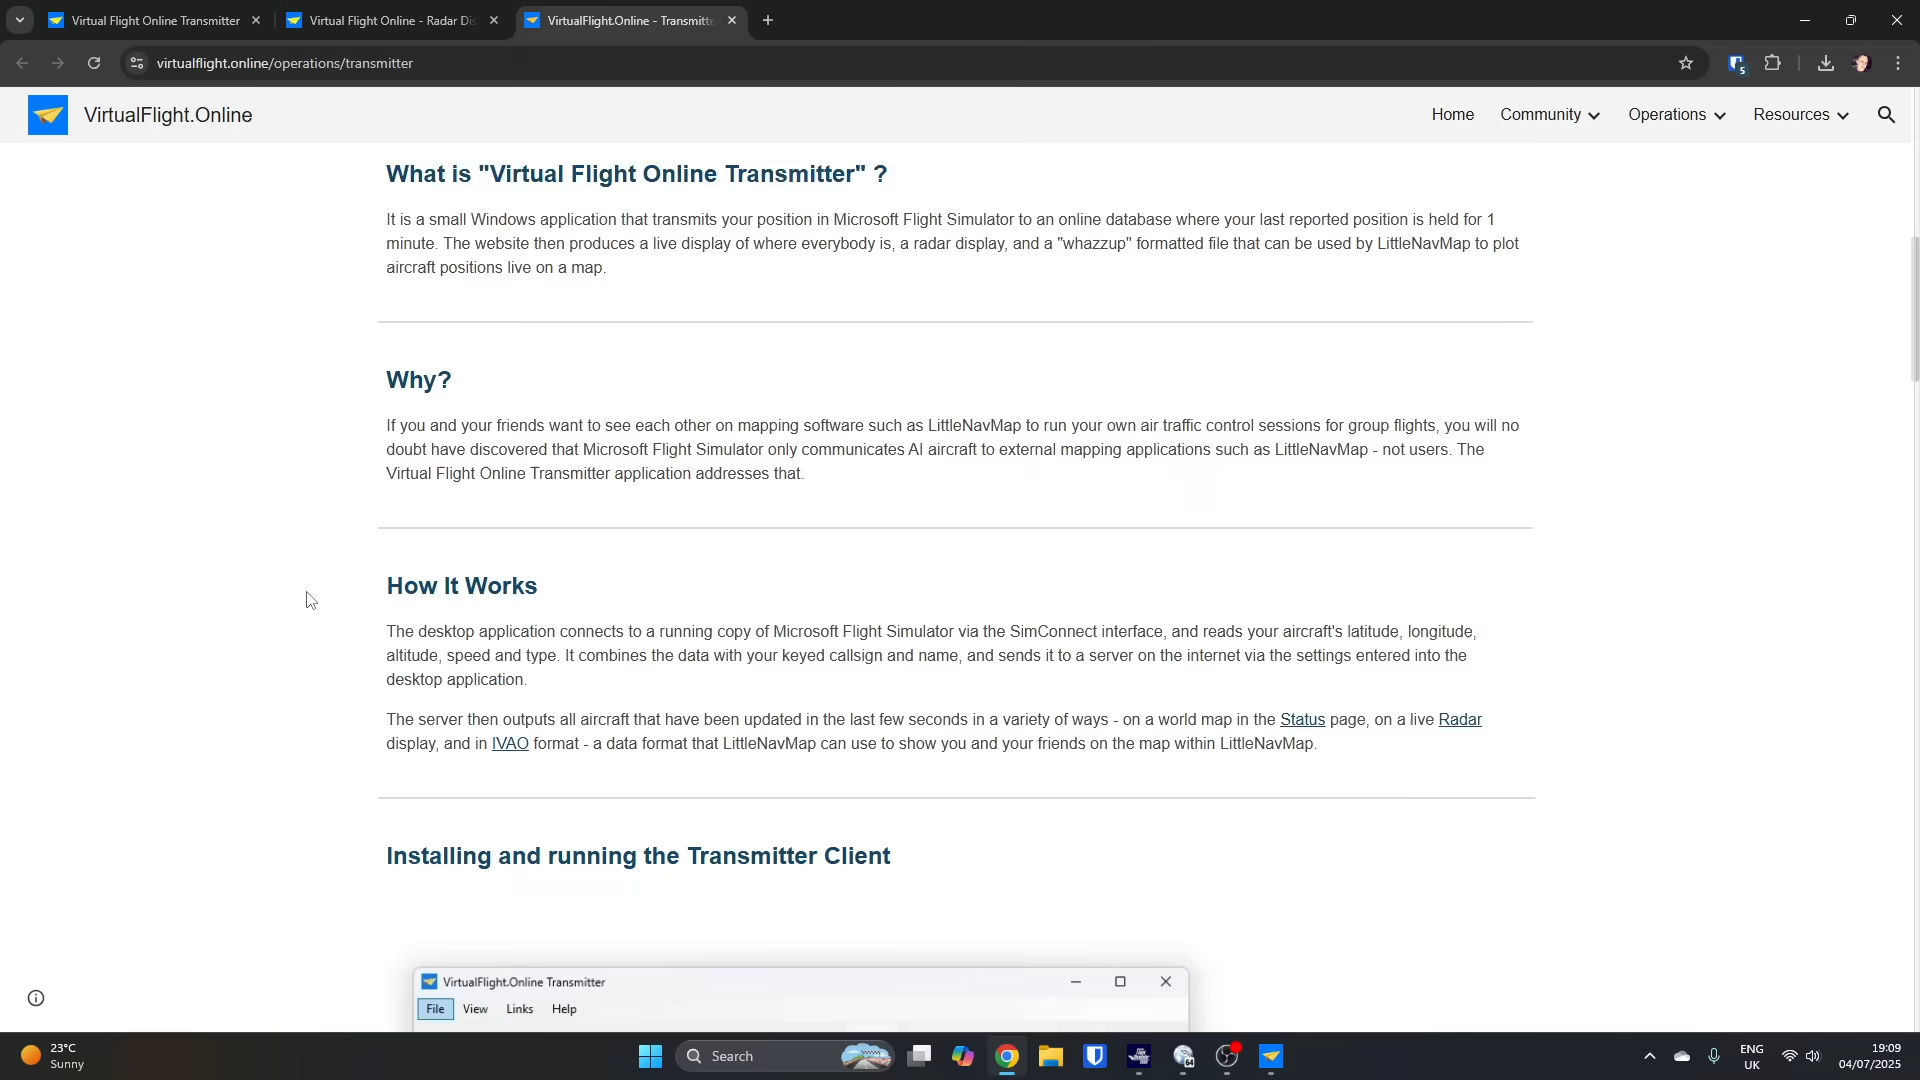 Virtual Flight Online Transmitter
Virtual Flight Online - Radar Dis
VirtualFlight.Online - Transmitte
virtualflight.online/operations/transmitter
5
VirtualFlight.Online
Home
Community
Operations
Resources
What is "Virtual Flight Online Transmitter" ?
It is a small Windows application that transmits your position in Microsoft Flight Simulator to an online database where your last reported position is held for 1
minute. The website then produces a live display of where everybody is, a radar display, and a "whazzup" formatted file that can be used by LittleNavMap to plot
aircraft positions live on a map.
Why?
If you and your friends want to see each other on mapping software such as LittleNavMap to run your own air traffic control sessions for group flights, you will no
doubt have discovered that Microsoft Flight Simulator only communicates AI aircraft to external mapping applications such as LittleNavMap - not users. The
Virtual Flight Online Transmitter application addresses that.
How It Works
The desktop application connects to a running copy of Microsoft Flight Simulator via the SimConnect interface, and reads your aircraft's latitude, longitude,
altitude, speed and type. It combines the data with your keyed callsign and name, and sends it to a server on the internet via the settings entered into the
desktop application.
The server then outputs all aircraft that have been updated in the last few seconds in a variety of ways - on a world map in the Status page, on a live Radar
display, and in IVAO format - a data format that LittleNavMap can use to show you and your friends on the map within LittleNavMap.
Installing and running the Transmitter Client
VirtualFlight.Online Transmitter
File View Links Help
23°C
Sunny
Search
64
ENG
UK
19:09
04/07/2025